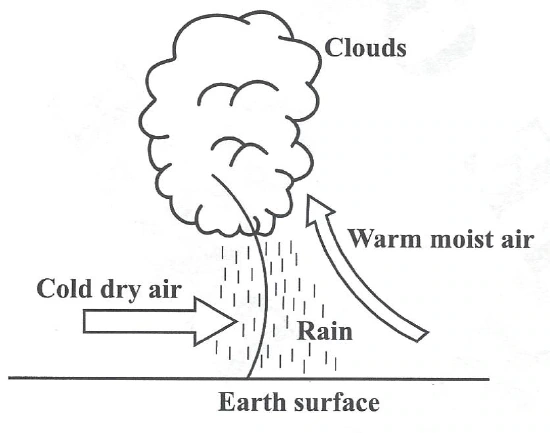 Clouds
Warm moist air
Cold dry air
Rain
Earth surface